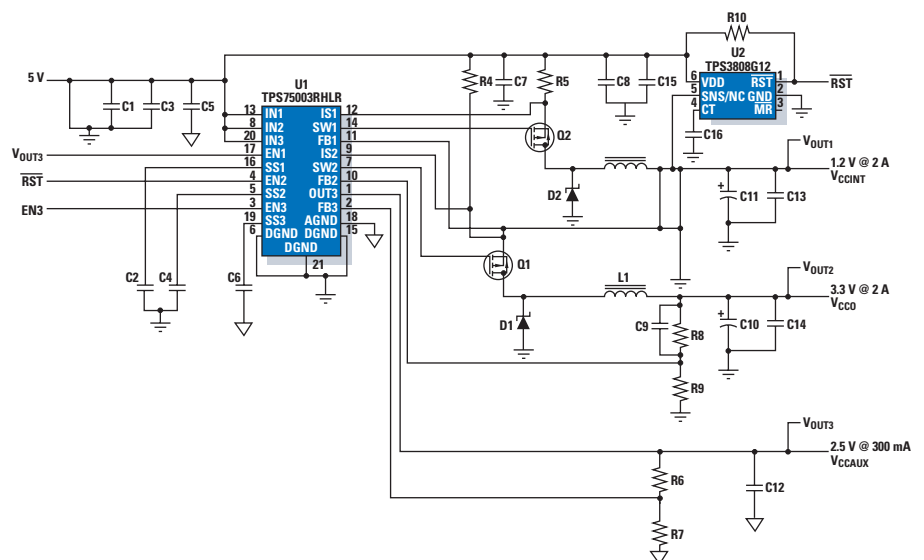 R10
U2
TPS3808G12
6 VDD RST 1
5 SNS/NC GND 2
4 CT MR 3
RST
C16
5 V
C1
C3
C5
U1
TPS75003RHLR
13 IN1 IS1 12
8 IN2 SW1 14
20 IN3 FB1 11
17 EN1 IS2 9
16 SS1 SW2 7
4 EN2 FB2 10
5 SS2 OUT3 1
3 EN3 FB3 2
19 SS3 AGND 18
6 DGND DGND 15
DGND
21
VOUT3
RST
EN3
C2
C4
C6
R4
C7
R5
C8
C15
Q2
D2
VOUT1
1.2 V @ 2 A
VCCINT
+
C11
C13
Q1
D1
L1
VOUT2
3.3 V @ 2 A
VCCO
C9
R8
R9
+
C10
C14
VOUT3
2.5 V @ 300 mA
VCCAUX
R6
R7
C12